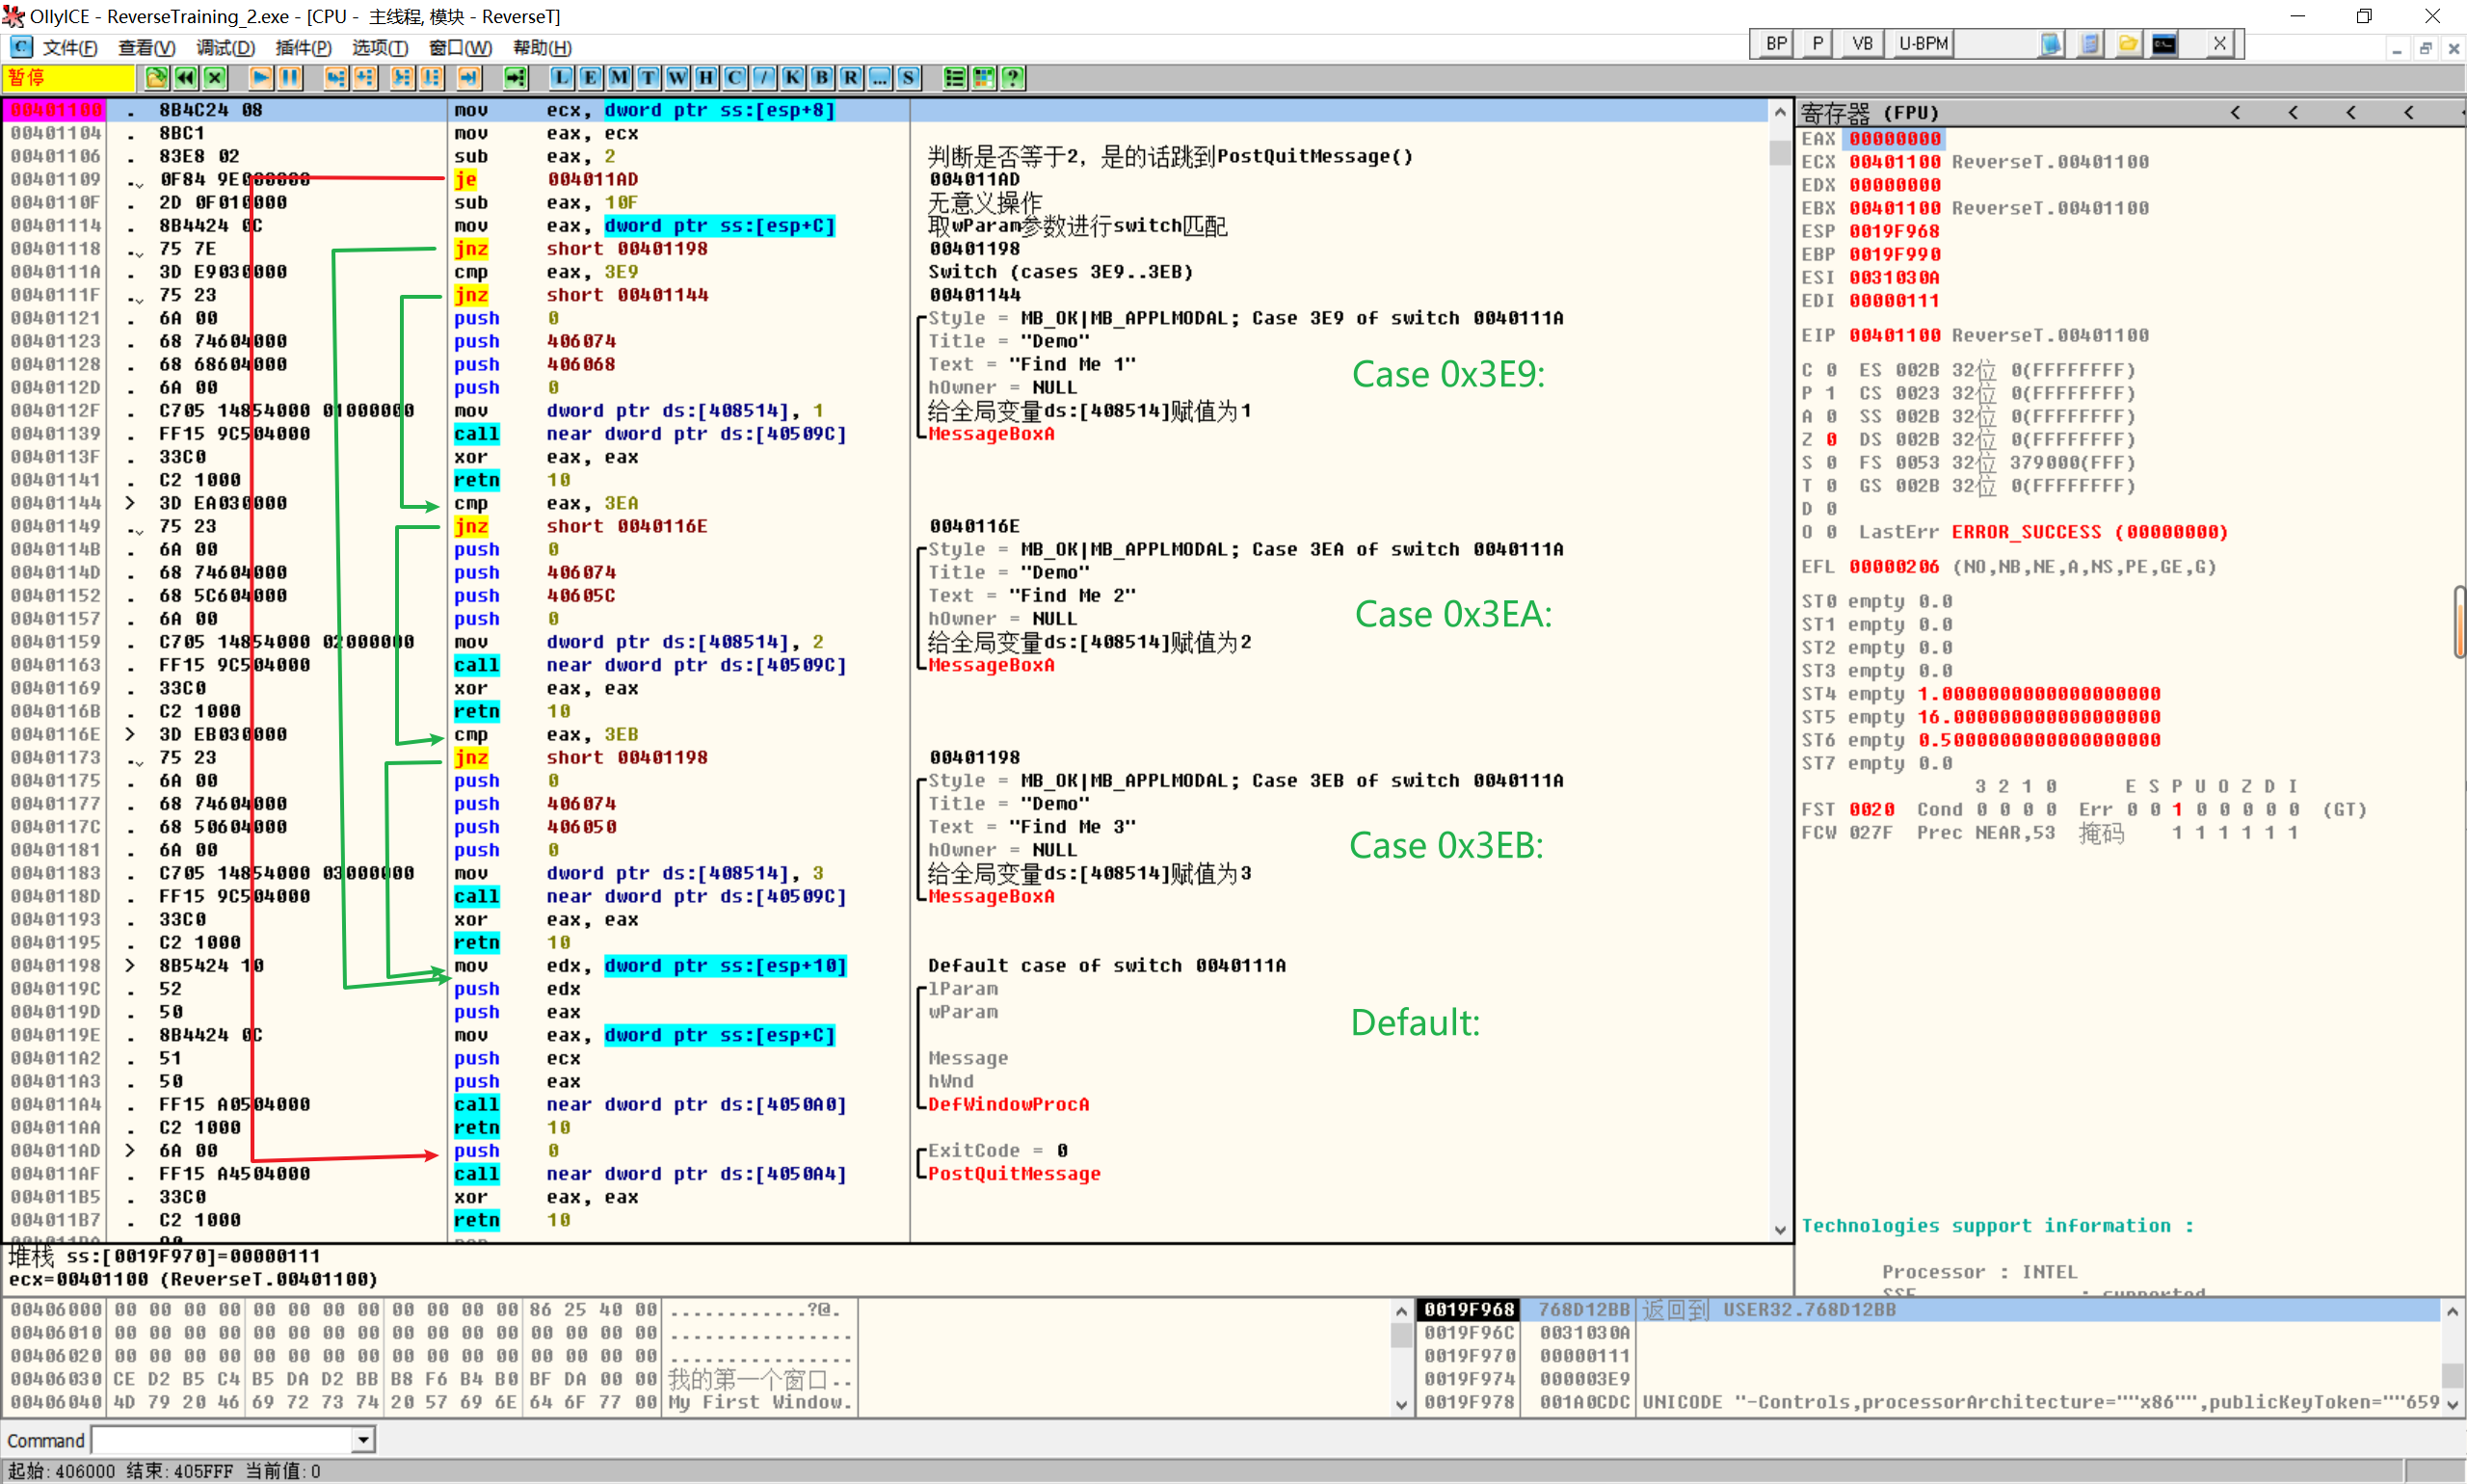 OllyICE - ReverseTraining_2.exe - [CPU - 主线程, 模块 - ReverseT]
文件(F) 查看(V) 调试(D) 插件(P) 选项(T) 窗口(W) 帮助(H)
BP P VB U-BPM X
暂停 L E M T W H C / K B R ... S ?
00401100 . 8B4C24 08 mov ecx, dword ptr ss:[esp+8]
00401104 . 8BC1 mov eax, ecx
00401106 . 83E8 02 sub eax, 2 判断是否等于2，是的话跳到PostQuitMessage()
00401109 . 0F84 9E000000 je 004011AD 004011AD
0040110F . 2D 0F010000 sub eax, 10F 无意义操作
00401114 . 8B4424 0C mov eax, dword ptr ss:[esp+C] 取wParam参数进行switch匹配
00401118 . 75 7E jnz short 00401198 00401198
0040111A . 3D E9030000 cmp eax, 3E9 Switch (cases 3E9..3EB)
0040111F . 75 23 jnz short 00401144 00401144
00401121 . 6A 00 push 0 Style = MB_OK|MB_APPLMODAL; Case 3E9 of switch 0040111A
00401123 . 68 74604000 push 406074 Title = "Demo"
00401128 . 68 68604000 push 406068 Text = "Find Me 1"
Case 0x3E9:
0040112D . 6A 00 push 0 hOwner = NULL
0040112F . C705 14854000 01000000 mov dword ptr ds:[408514], 1 给全局变量ds:[408514]赋值为1
00401139 . FF15 9C504000 call near dword ptr ds:[40509C] MessageBoxA
0040113F . 33C0 xor eax, eax
00401141 . C2 1000 retn 10
00401144 > 3D EA030000 cmp eax, 3EA
00401149 . 75 23 jnz short 0040116E 0040116E
0040114B . 6A 00 push 0 Style = MB_OK|MB_APPLMODAL; Case 3EA of switch 0040111A
0040114D . 68 74604000 push 406074 Title = "Demo"
00401152 . 68 5C604000 push 40605C Text = "Find Me 2"
Case 0x3EA:
00401157 . 6A 00 push 0 hOwner = NULL
00401159 . C705 14854000 02000000 mov dword ptr ds:[408514], 2 给全局变量ds:[408514]赋值为2
00401163 . FF15 9C504000 call near dword ptr ds:[40509C] MessageBoxA
00401169 . 33C0 xor eax, eax
0040116B . C2 1000 retn 10
0040116E > 3D EB030000 cmp eax, 3EB
00401173 . 75 23 jnz short 00401198 00401198
00401175 . 6A 00 push 0 Style = MB_OK|MB_APPLMODAL; Case 3EB of switch 0040111A
00401177 . 68 74604000 push 406074 Title = "Demo"
0040117C . 68 50604000 push 406050 Text = "Find Me 3"
Case 0x3EB:
00401181 . 6A 00 push 0 hOwner = NULL
00401183 . C705 14854000 03000000 mov dword ptr ds:[408514], 3 给全局变量ds:[408514]赋值为3
0040118D . FF15 9C504000 call near dword ptr ds:[40509C] MessageBoxA
00401193 . 33C0 xor eax, eax
00401195 . C2 1000 retn 10
00401198 > 8B5424 10 mov edx, dword ptr ss:[esp+10] Default case of switch 0040111A
0040119C . 52 push edx lParam
0040119D . 50 push eax wParam
Default:
0040119E . 8B4424 0C mov eax, dword ptr ss:[esp+C]
004011A2 . 51 push ecx Message
004011A3 . 50 push eax hWnd
004011A4 . FF15 A0504000 call near dword ptr ds:[4050A0] DefWindowProcA
004011AA . C2 1000 retn 10
004011AD > 6A 00 push 0 ExitCode = 0
004011AF . FF15 A4504000 call near dword ptr ds:[4050A4] PostQuitMessage
004011B5 . 33C0 xor eax, eax
004011B7 . C2 1000 retn 10
堆栈 ss:[0019F970]=00000111
ecx=00401100 (ReverseT.00401100)
寄存器 (FPU) < < < <
EAX 00000000
ECX 00401100 ReverseT.00401100
EDX 00000000
EBX 00401100 ReverseT.00401100
ESP 0019F968
EBP 0019F990
ESI 0031030A
EDI 00000111
EIP 00401100 ReverseT.00401100
C 0 ES 002B 32位 0(FFFFFFFF)
P 1 CS 0023 32位 0(FFFFFFFF)
A 0 SS 002B 32位 0(FFFFFFFF)
Z 0 DS 002B 32位 0(FFFFFFFF)
S 0 FS 0053 32位 379000(FFF)
T 0 GS 002B 32位 0(FFFFFFFF)
D 0
O 0 LastErr ERROR_SUCCESS (00000000)
EFL 00000206 (NO,NB,NE,A,NS,PE,GE,G)
ST0 empty 0.0
ST1 empty 0.0
ST2 empty 0.0
ST3 empty 0.0
ST4 empty 1.0000000000000000000
ST5 empty 16.000000000000000000
ST6 empty 0.5000000000000000000
ST7 empty 0.0
3 2 1 0 E S P U O Z D I
FST 0020 Cond 0 0 0 0 Err 0 0 1 0 0 0 0 0 (GT)
FCW 027F Prec NEAR,53 掩码 1 1 1 1 1 1
Technologies support information :
Processor : INTEL
SSE : supported
00406000 00 00 00 00 00 00 00 00 00 00 00 00 86 25 40 00 ............?@.
00406010 00 00 00 00 00 00 00 00 00 00 00 00 00 00 00 00 ................
00406020 00 00 00 00 00 00 00 00 00 00 00 00 00 00 00 00 ................
00406030 CE D2 B5 C4 B5 DA D2 BB B8 F6 B4 B0 BF DA 00 00 我的第一个窗口..
00406040 4D 79 20 46 69 72 73 74 20 57 69 6E 64 6F 77 00 My First Window.
0019F968 768D12BB 返回到 USER32.768D12BB
0019F96C 0031030A
0019F970 00000111
0019F974 000003E9
0019F978 001A0CDC UNICODE "-Controls,processorArchitecture=""x86"",publicKeyToken=""659
Command
起始: 406000 结束: 405FFF 当前值: 0